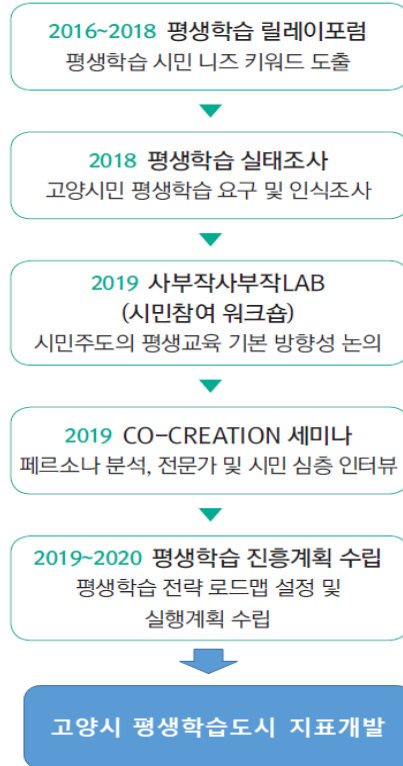 2016~2018 평생학습 릴레이포럼
평생학습 시민 니즈 키워드 도출
2018 평생학습 실태조사
고양시민 평생학습 요구 및 인식조사
2019 사부작사부작LAB
(시민참여 워크숍)
시민주도의 평생교육 기본 방향성 논의
2019 CO-CREATION 세미나
페르소나 분석, 전문가 및 시민 심층 인터뷰
2019~2020 평생학습 진흥계획 수립
평생학습 전략 로드맵 설정 및
실행계획 수립
고양시 평생학습도시 지표개발